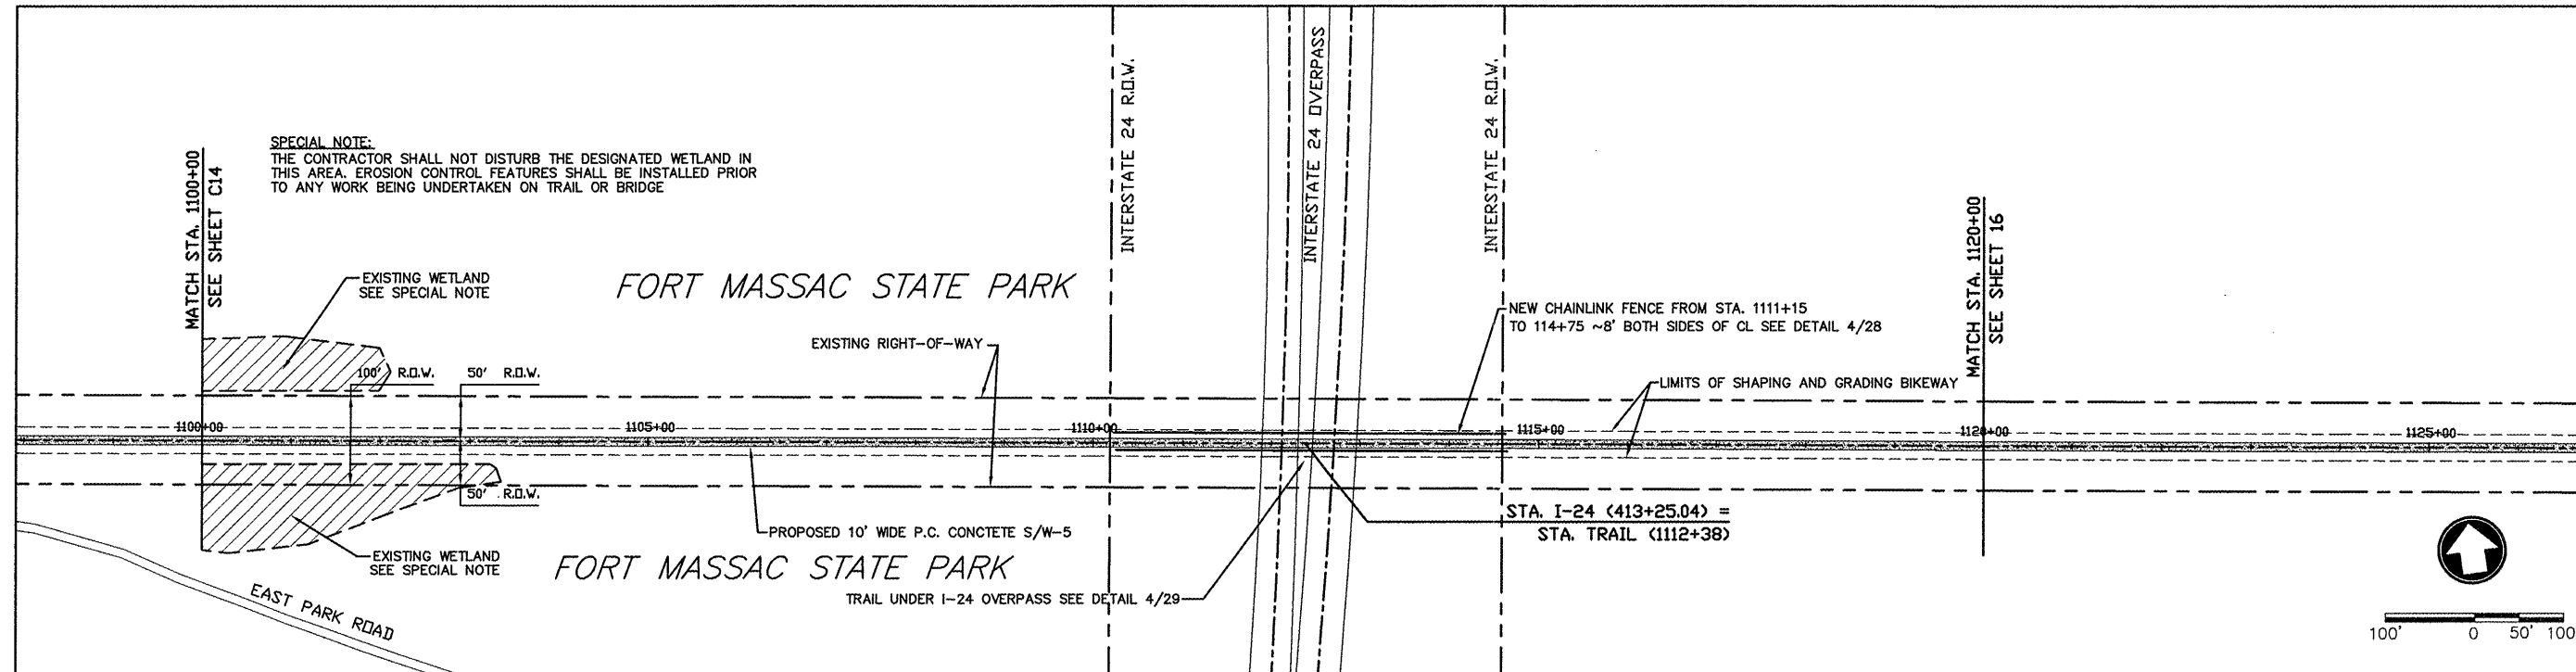 SPECIAL NOTE:
THE CONTRACTOR SHALL NOT DISTURB THE DESIGNATED WETLAND IN
THIS AREA. EROSION CONTROL FEATURES SHALL BE INSTALLED PRIOR
TO ANY WORK BEING UNDERTAKEN ON TRAIL OR BRIDGE
MATCH STA. 1100+00
SEE SHEET C14
EXISTING WETLAND
SEE SPECIAL NOTE
FORT MASSAC STATE PARK
INTERSTATE 24 R.O.W.
INTERSTATE 24 OVERPASS
INTERSTATE 24 R.O.W.
MATCH STA. 1120+00
SEE SHEET 16
NEW CHAINLINK FENCE FROM STA. 1111+15
TO 114+75 ~8' BOTH SIDES OF CL SEE DETAIL 4/28
EXISTING RIGHT-OF-WAY
100' R.O.W.
50' R.O.W.
LIMITS OF SHAPING AND GRADING BIKEWAY
1100+00
1105+00
1110+00
1115+00
1120+00
1125+00
50' R.O.W.
PROPOSED 10' WIDE P.C. CONCTETE S/W-5
STA. I-24 (413+25.04) =
STA. TRAIL (1112+38)
EXISTING WETLAND
SEE SPECIAL NOTE
FORT MASSAC STATE PARK
TRAIL UNDER I-24 OVERPASS SEE DETAIL 4/29
EAST PARK ROAD
100' 0 50' 100